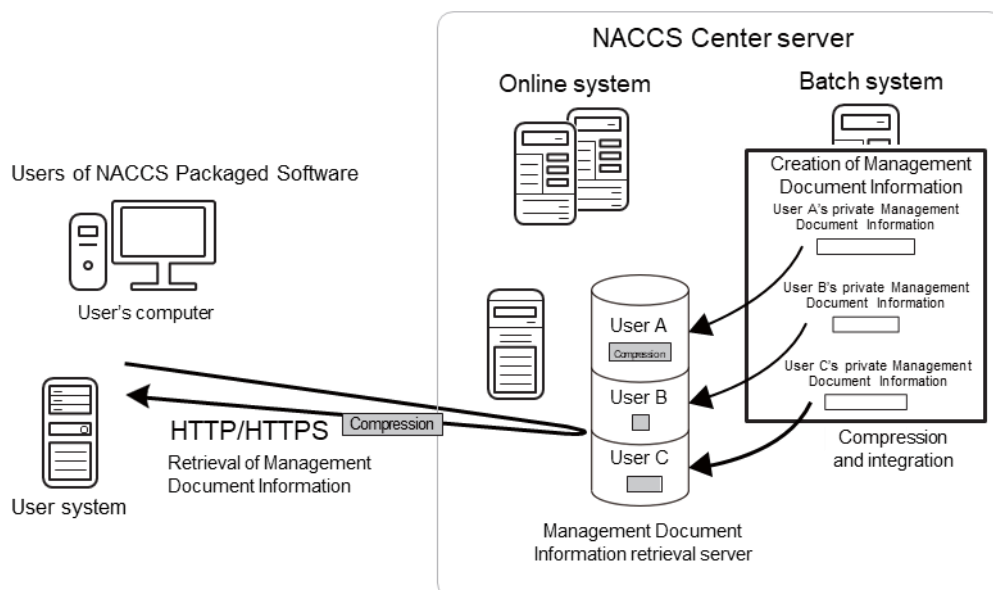 NACCS Center server
Online system
Batch system
Users of NACCS Packaged Software
User's computer
Creation of Management
Document Information
User A's private Management
Document Information
User B's private Management
Document Information
User C's private Management
Document Information
User A
Compression
User B
User C
Compression
and integration
HTTP/HTTPS
Compression
Retrieval of Management
Document Information
User system
Management Document
Information retrieval server